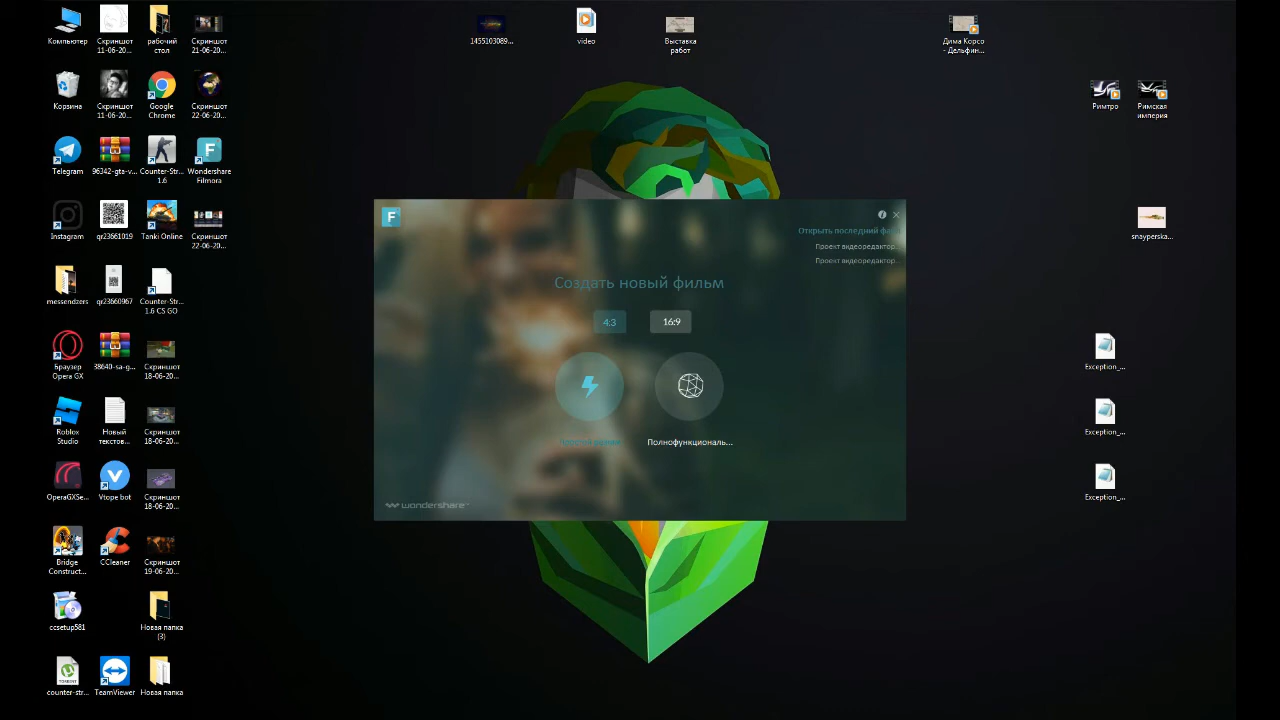 Компьютер
Скриншот
11-06-20...
рабочий
стол
Скриншот
21-06-20...
1455103089...
video
Выставка
работ
Дима Корсо
- Дельфин...
Корзина
Скриншот
11-06-20...
Google
Chrome
Скриншот
22-06-20...
Римтро
Римская
империя
Telegram
96342-gta-v...
Counter-Str...
1.6
F
Wondershare
Filmora
Instagram
qr23661019
Tanki Online
Скриншот
22-06-20...
snayperska...
F
Открыть последний
Проект видеоредактор...
Проект видеоредактор...
Создать новый фильм
4:3
16:9
Полнофункциональ...
wondershare
messendzers
qr23660967
Counter-Str...
1.6 CS GO
Браузер
Opera GX
38640-sa-g...
Скриншот
18-06-20...
Exception_...
Roblox
Studio
Новый
текстов...
Скриншот
18-06-20...
Exception_...
OperaGXSe...
Vtope bot
Скриншот
18-06-20...
Exception_...
Bridge
Construct...
CCleaner
Скриншот
19-06-20...
ccsetup581
Новая папка
(3)
counter-str...
TeamViewer
Новая папка